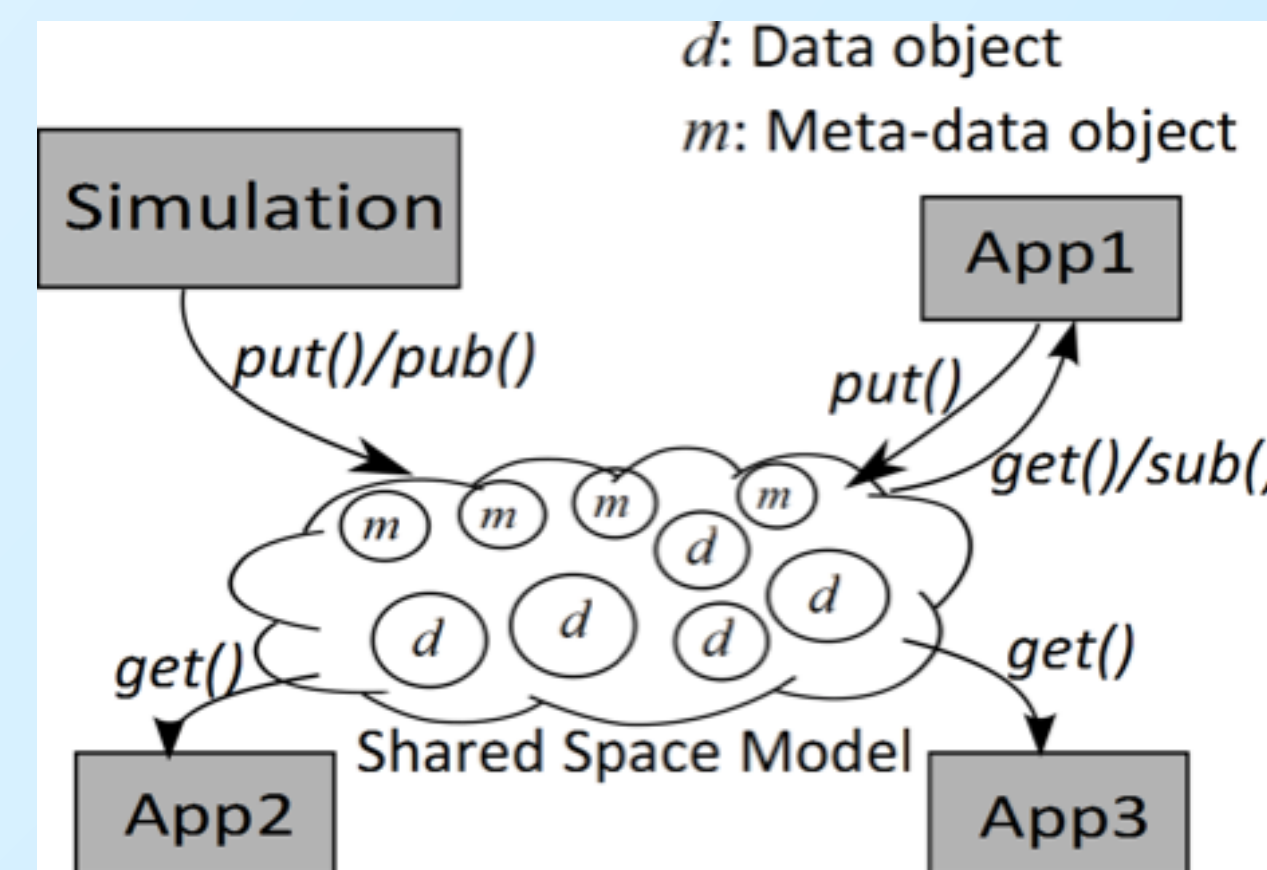 d: Data object
m: Meta-data object
Simulation
App1
put()/pub()
put()
get()/sub()
m
m
m
m
d
d
d
d
d
get()
get()
Shared Space Model
App2
App3